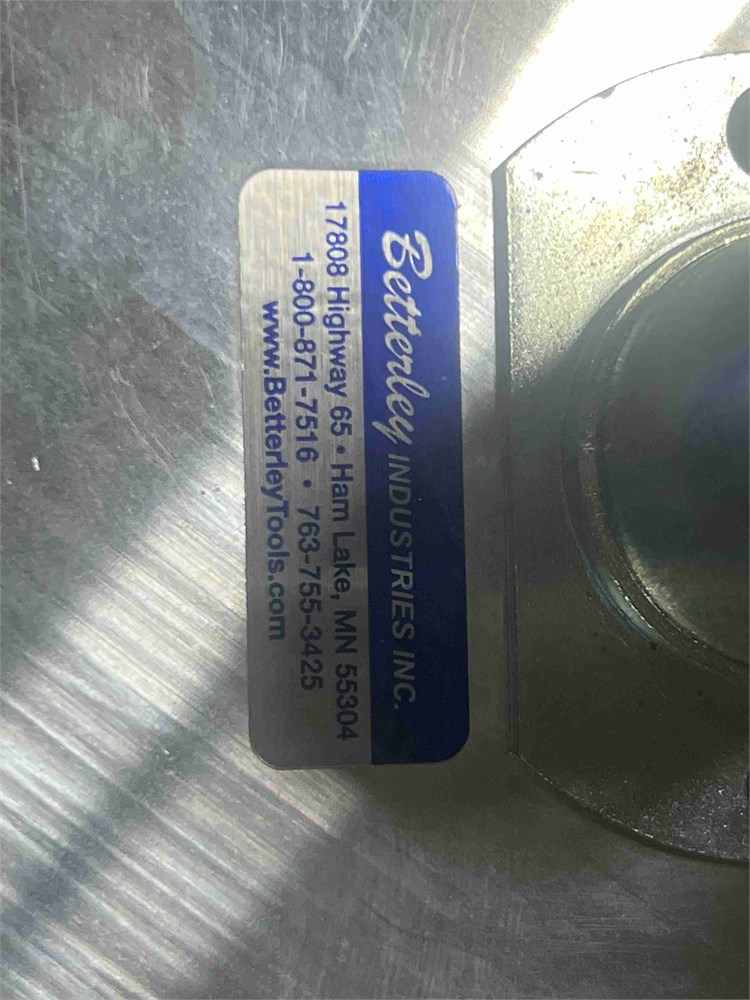 Betterley INDUSTRIES INC.
17808 Highway 65 • Ham Lake, MN 55304
1-800-871-7516 • 763-755-3425
www.BetterleyTools.com